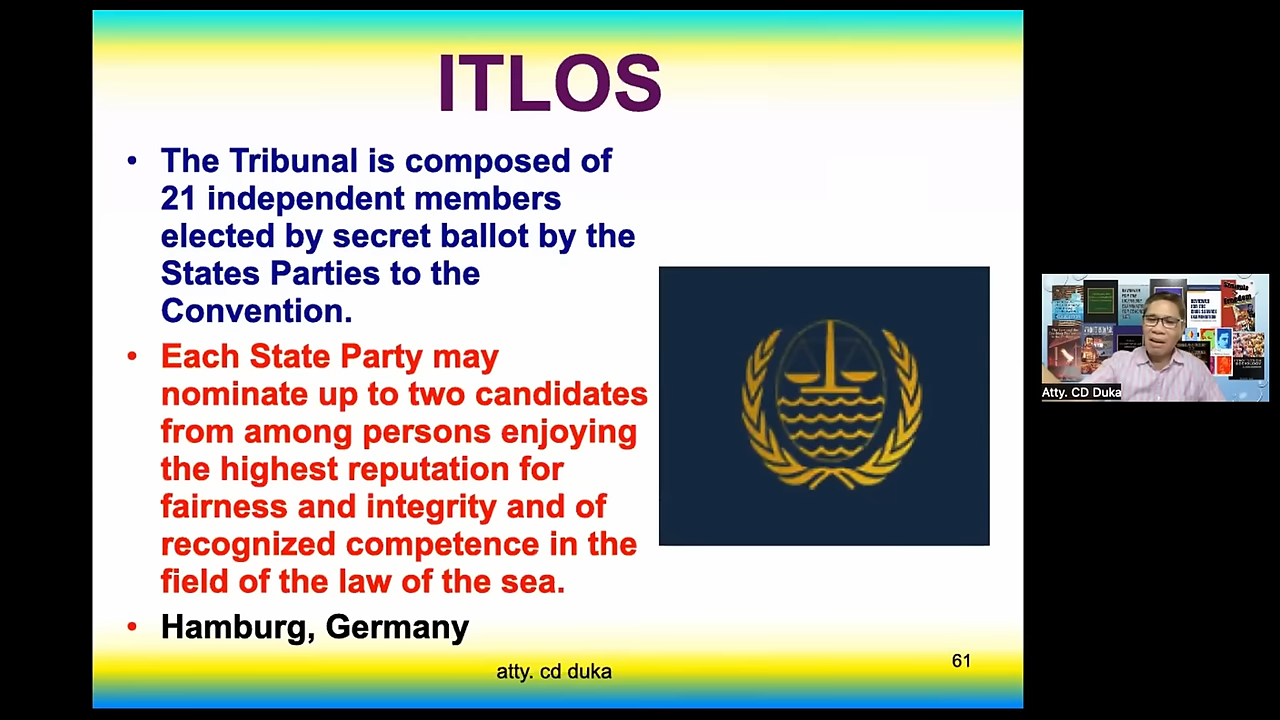 ITLOS
• The Tribunal is composed of
21 independent members
elected by secret ballot by the
States Parties to the
Convention.
• Each State Party may
nominate up to two candidates
from among persons enjoying
the highest reputation for
fairness and integrity and of
recognized competence in the
field of the law of the sea.
• Hamburg, Germany
atty. cd duka
61
Atty. CD Duka